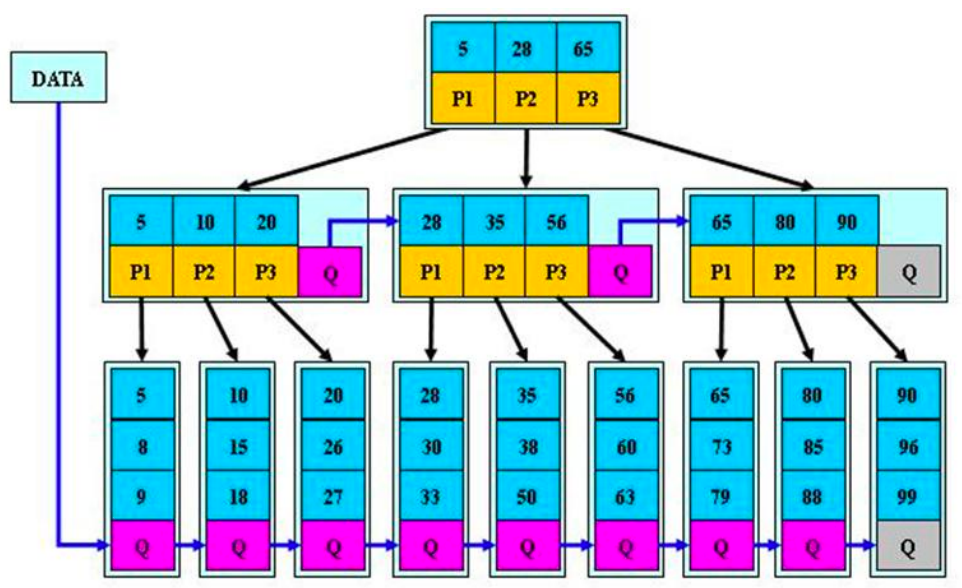 5 28 65
DATA
P1 P2 P3
5 10 20 28 35 56 65 80 90
P1 P2 P3 Q P1 P2 P3 Q P1 P2 P3 Q
5 10 20 28 35 56 65 80 90
8 15 26 30 38 60 73 85 96
9 18 27 33 50 63 79 88 99
Q Q Q Q Q Q Q Q Q